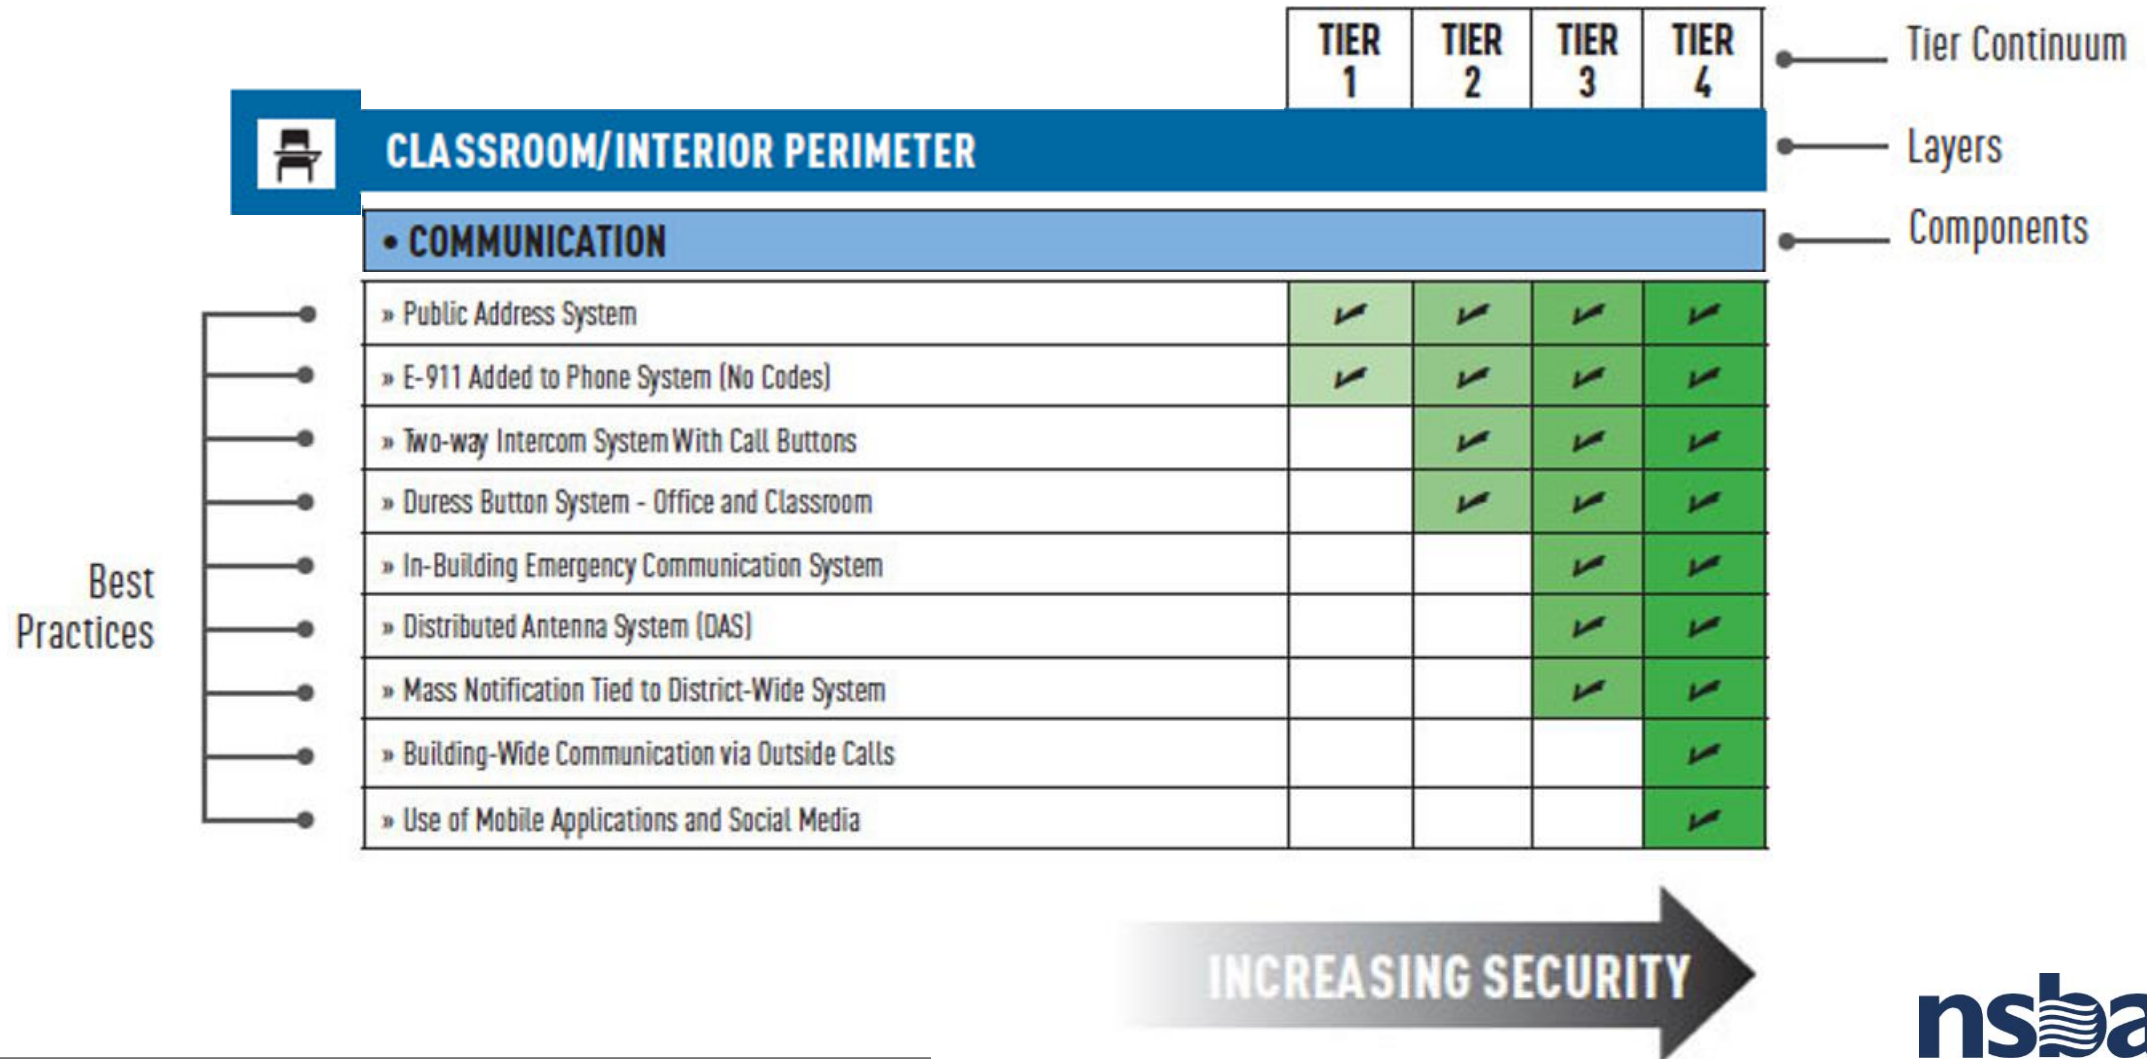 TIER 1 TIER 2 TIER 3 TIER 4
Tier Continuum
CLASSROOM/INTERIOR PERIMETER
Layers
• COMMUNICATION
Components
» Public Address System ✓ ✓ ✓ ✓
» E-911 Added to Phone System (No Codes) ✓ ✓ ✓ ✓
» Two-way Intercom System With Call Buttons ✓ ✓ ✓
» Duress Button System - Office and Classroom ✓ ✓ ✓
» In-Building Emergency Communication System ✓ ✓
» Distributed Antenna System (DAS) ✓ ✓
» Mass Notification Tied to District-Wide System ✓ ✓
» Building-Wide Communication via Outside Calls ✓
» Use of Mobile Applications and Social Media ✓
Best
Practices
INCREASING SECURITY
nsba